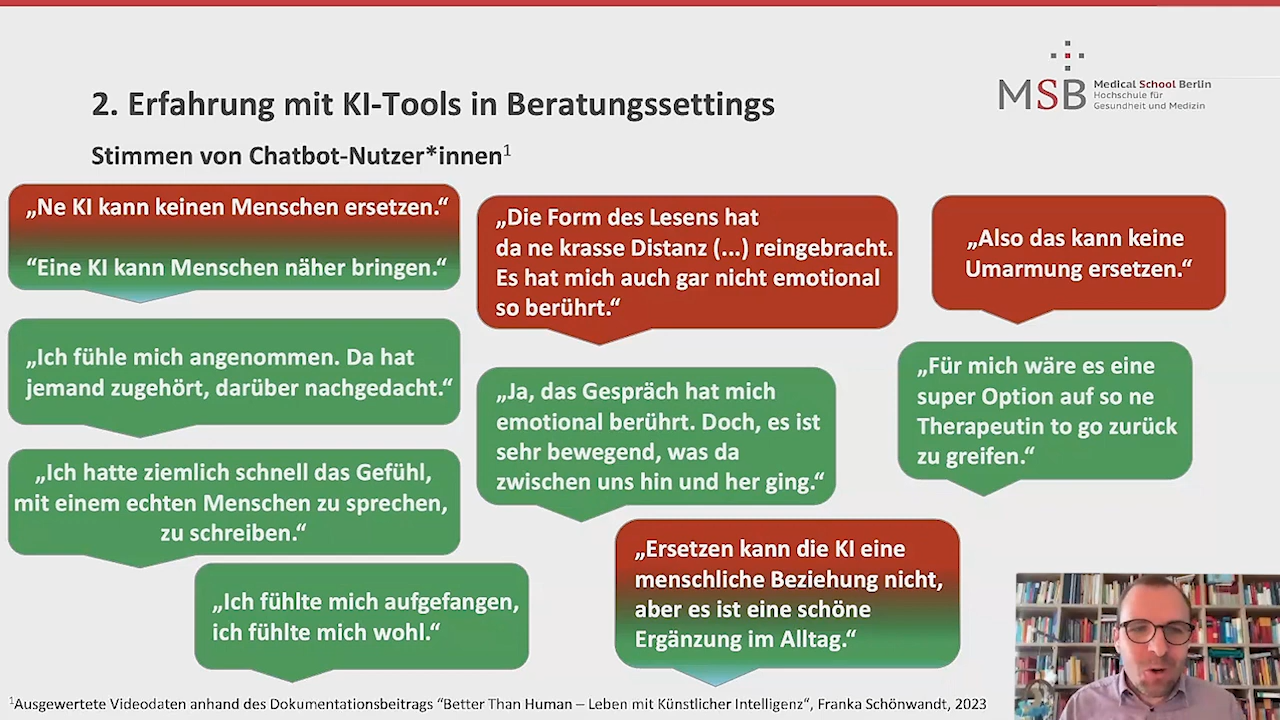 MSB Medical School Berlin
Hochschule für
Gesundheit und Medizin
2. Erfahrung mit KI-Tools in Beratungssettings
Stimmen von Chatbot-Nutzer*innen¹
„Ne KI kann keinen Menschen ersetzen.“
“Eine KI kann Menschen näher bringen.“
„Die Form des Lesens hat
da ne krasse Distanz (...) reingebracht.
Es hat mich auch gar nicht emotional
so berührt.“
„Also das kann keine
Umarmung ersetzen.“
„Ich fühle mich angenommen. Da hat
jemand zugehört, darüber nachgedacht.“
„Ja, das Gespräch hat mich
emotional berührt. Doch, es ist
sehr bewegend, was da
zwischen uns hin und her ging.“
„Für mich wäre es eine
super Option auf so ne
Therapeutin to go zurück
zu greifen.“
„Ich hatte ziemlich schnell das Gefühl,
mit einem echten Menschen zu sprechen,
zu schreiben.“
„Ersetzen kann die KI eine
menschliche Beziehung nicht,
aber es ist eine schöne
Ergänzung im Alltag.“
„Ich fühlte mich aufgefangen,
ich fühlte mich wohl.“
¹Ausgewertete Videodaten anhand des Dokumentationsbeitrags “Better Than Human – Leben mit Künstlicher Intelligenz“, Franka Schönwandt, 2023